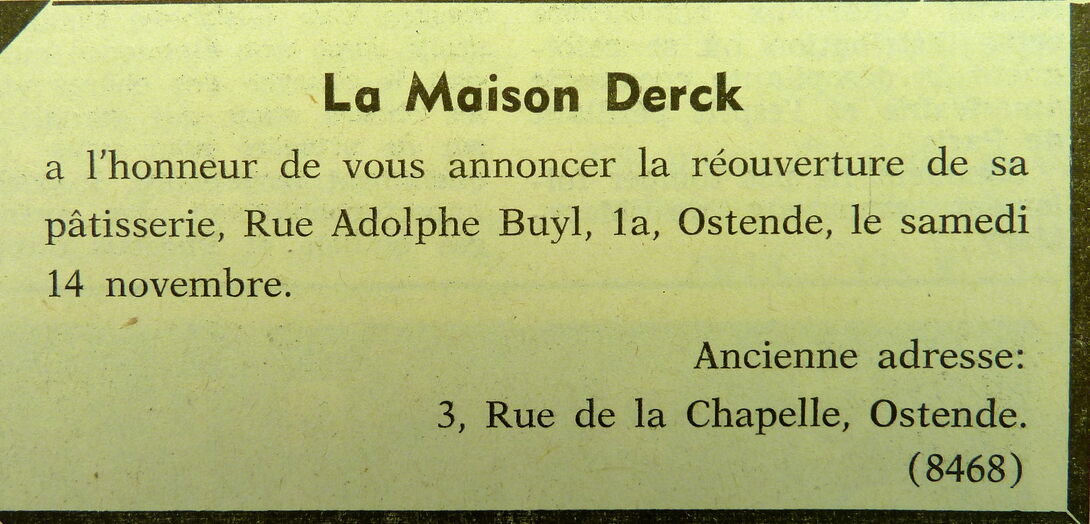 La Maison Derck
a l'honneur de vous annoncer la réouverture de sa
pâtisserie, Rue Adolphe Buyl, 1a, Ostende, le samedi
14 novembre.
Ancienne adresse:
3, Rue de la Chapelle, Ostende.
(8468)